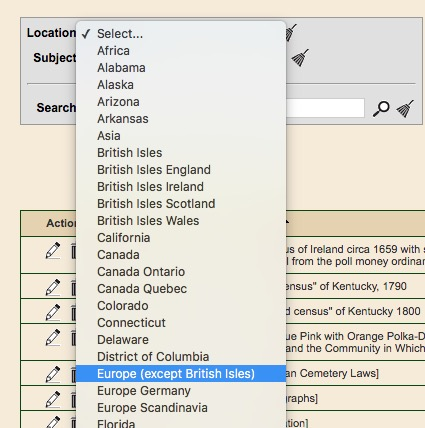 Location
✓ Select...
Africa
Subject
Alabama
Alaska
Arizona
Search
Arkansas
Asia
British Isles
British Isles England
British Isles Ireland
British Isles Scotland
British Isles Wales
California
Canada
Canada Ontario
Canada Quebec
Colorado
Connecticut
Delaware
District of Columbia
Europe (except British Isles)
Europe Germany
Europe Scandinavia
Florida
Action
us of Ireland circa 1659 with
l from the poll money ordinan
ensus" of Kentucky, 1790
d census" of Kentucky 1800
ue Pink with Orange Polka-D
and the Community in Which
an Cemetery Laws]
raphs]
tation]